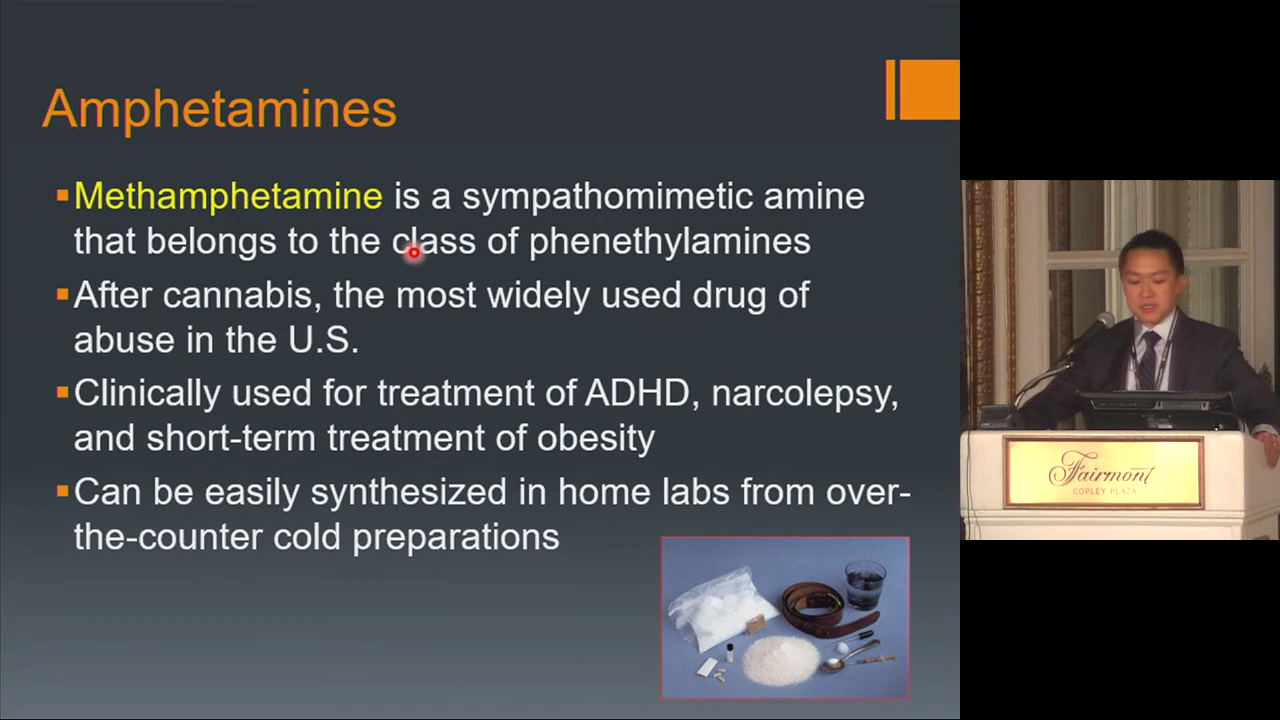 Amphetamines
▪Methamphetamine is a sympathomimetic amine
that belongs to the class of phenethylamines
▪After cannabis, the most widely used drug of
abuse in the U.S.
▪Clinically used for treatment of ADHD, narcolepsy,
and short-term treatment of obesity
▪Can be easily synthesized in home labs from over-
the-counter cold preparations
Fairmont
COPLEY PLAZA